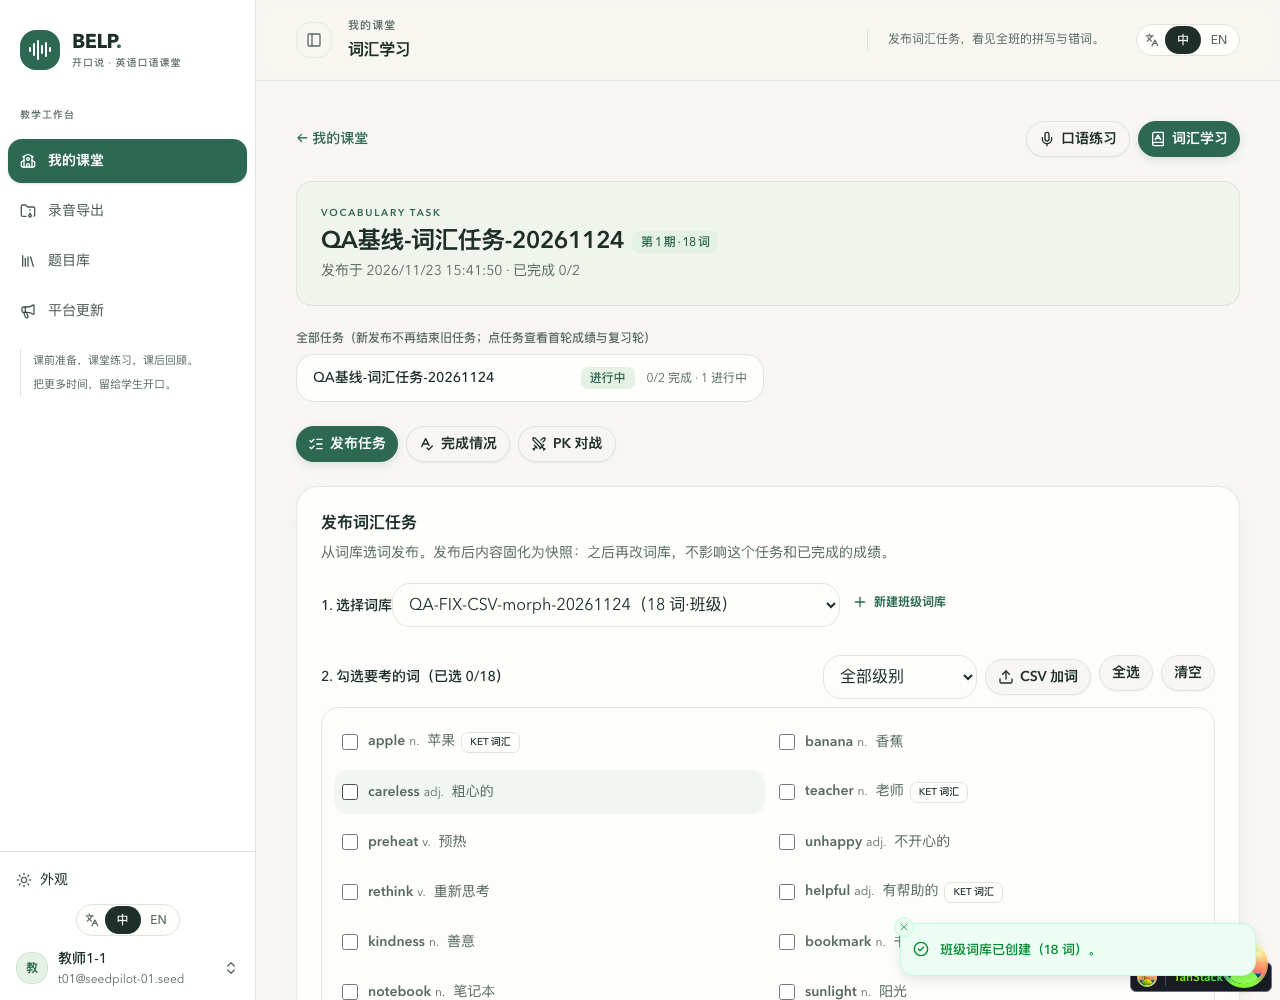 BELP.
开口说 · 英语口语课堂
教学工作台
我的课堂
录音导出
题目库
平台更新
课前准备，课堂练习，课后回顾。
把更多时间，留给学生开口。
外观
中 EN
教 教师1-1
t01@seedpilot-01.seed
我的课堂
词汇学习
发布词汇任务，看见全班的拼写与错词。
中 EN
← 我的课堂
口语练习
词汇学习
VOCABULARY TASK
QA基线-词汇任务-20261124 第 1 期 · 18 词
发布于 2026/11/23 15:41:50 · 已完成 0/2
全部任务（新发布不再结束旧任务；点任务查看首轮成绩与复习轮）
QA基线-词汇任务-20261124 进行中 0/2 完成 · 1 进行中
发布任务
完成情况
PK 对战
发布词汇任务
从词库选词发布。发布后内容固化为快照：之后再改词库，不影响这个任务和已完成的成绩。
1. 选择词库 QA-FIX-CSV-morph-20261124（18 词·班级） + 新建班级词库
2. 勾选要考的词（已选 0/18） 全部级别 CSV 加词 全选 清空
apple n. 苹果 KET 词汇
banana n. 香蕉
careless adj. 粗心的
teacher n. 老师 KET 词汇
preheat v. 预热
unhappy adj. 不开心的
rethink v. 重新思考
helpful adj. 有帮助的 KET 词汇
kindness n. 善意
bookmark n.
notebook n. 笔记本
sunlight n. 阳光
班级词库已创建（18 词）。
TanStack